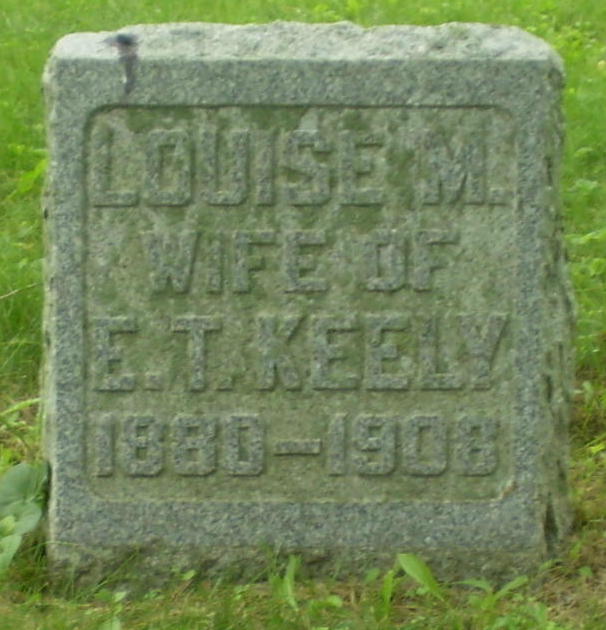 LOUISE M.
WIFE OF
E. T. KEELY
1880-1908